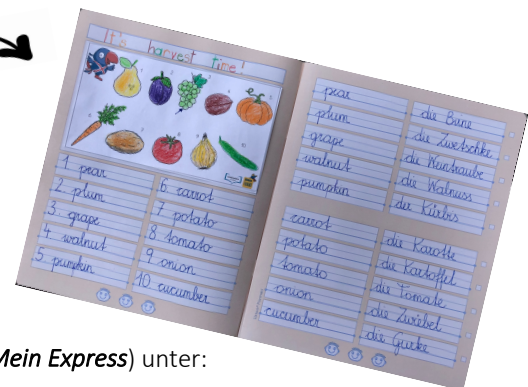 It's harvest time!
1 pear
2. plum
3. grape
4. walnut
5. pumpkin
6 carrot
7 potato
8 tomato
9 onion
10 cucumber
pear
plum
grape
walnut
pumpkin
die Birne
die Zwetschke
die Weintraube
die Walnuss
der Kürbis
carrot
potato
tomato
onion
cucumber
die Karotte
die Kartoffel
die Tomate
die Zwiebel
die Gurke
Mein Express) unter: